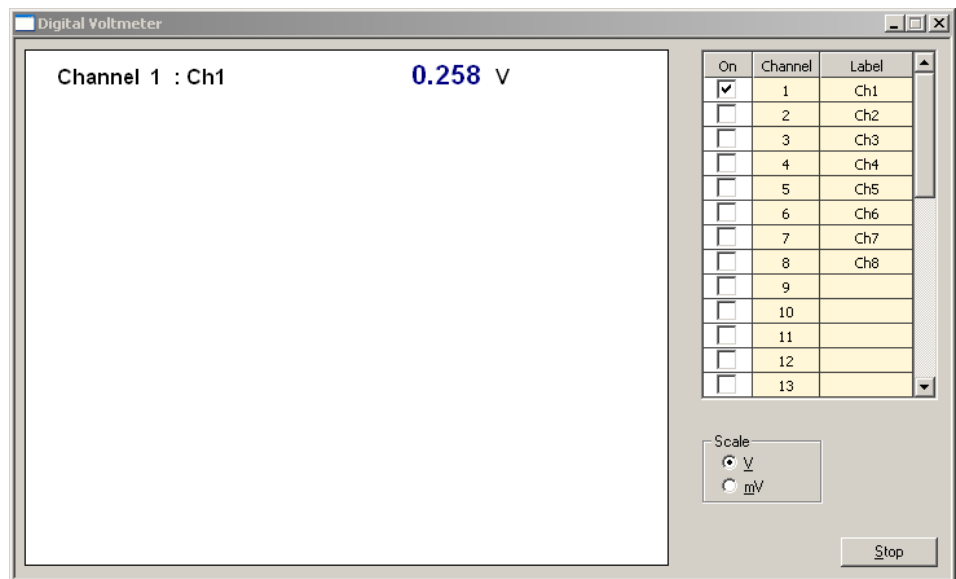 Digital Voltmeter
Channel 1 : Ch1 0.258 V
On Channel Label
1 Ch1
2 Ch2
3 Ch3
4 Ch4
5 Ch5
6 Ch6
7 Ch7
8 Ch8
9
10
11
12
13
Scale
V
mV
Stop